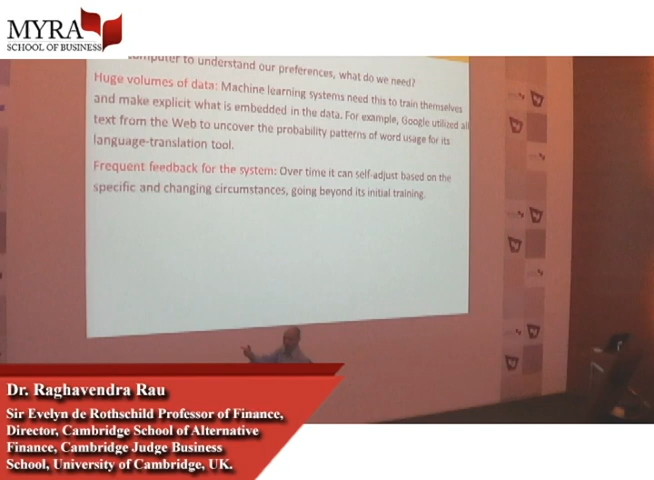 MYRA
SCHOOL OF BUSINESS
computer to understand our preferences, what do we need?
Huge volumes of data: Machine learning systems need this to train themselves
and make explicit what is embedded in the data. For example, Google utilized all
text from the Web to uncover the probability patterns of word usage for its
language-translation tool.
Frequent feedback for the system: Over time it can self-adjust based on the
specific and changing circumstances, going beyond its initial training.
Dr. Raghavendra Rau
Sir Evelyn de Rothschild Professor of Finance,
Director, Cambridge School of Alternative
Finance, Cambridge Judge Business
School, University of Cambridge, UK.